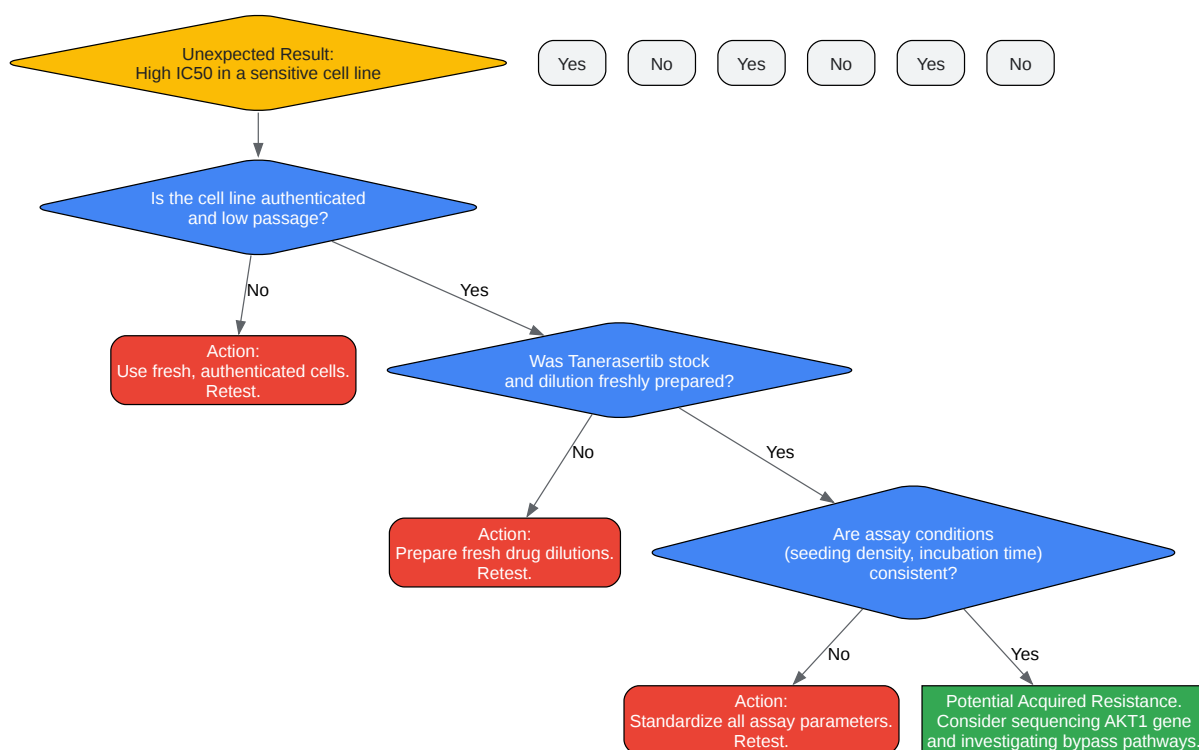 Unexpected Result:
High IC50 in a sensitive cell line
Yes
No
Yes
No
Yes
No
Is the cell line authenticated
and low passage?
No
Yes
Action:
Use fresh, authenticated cells.
Retest.
Was Tanerasertib stock
and dilution freshly prepared?
No
Yes
Action:
Prepare fresh drug dilutions.
Retest.
Are assay conditions
(seeding density, incubation time)
consistent?
No
Yes
Action:
Standardize all assay parameters.
Retest.
Potential Acquired Resistance.
Consider sequencing AKT1 gene
and investigating bypass pathways.